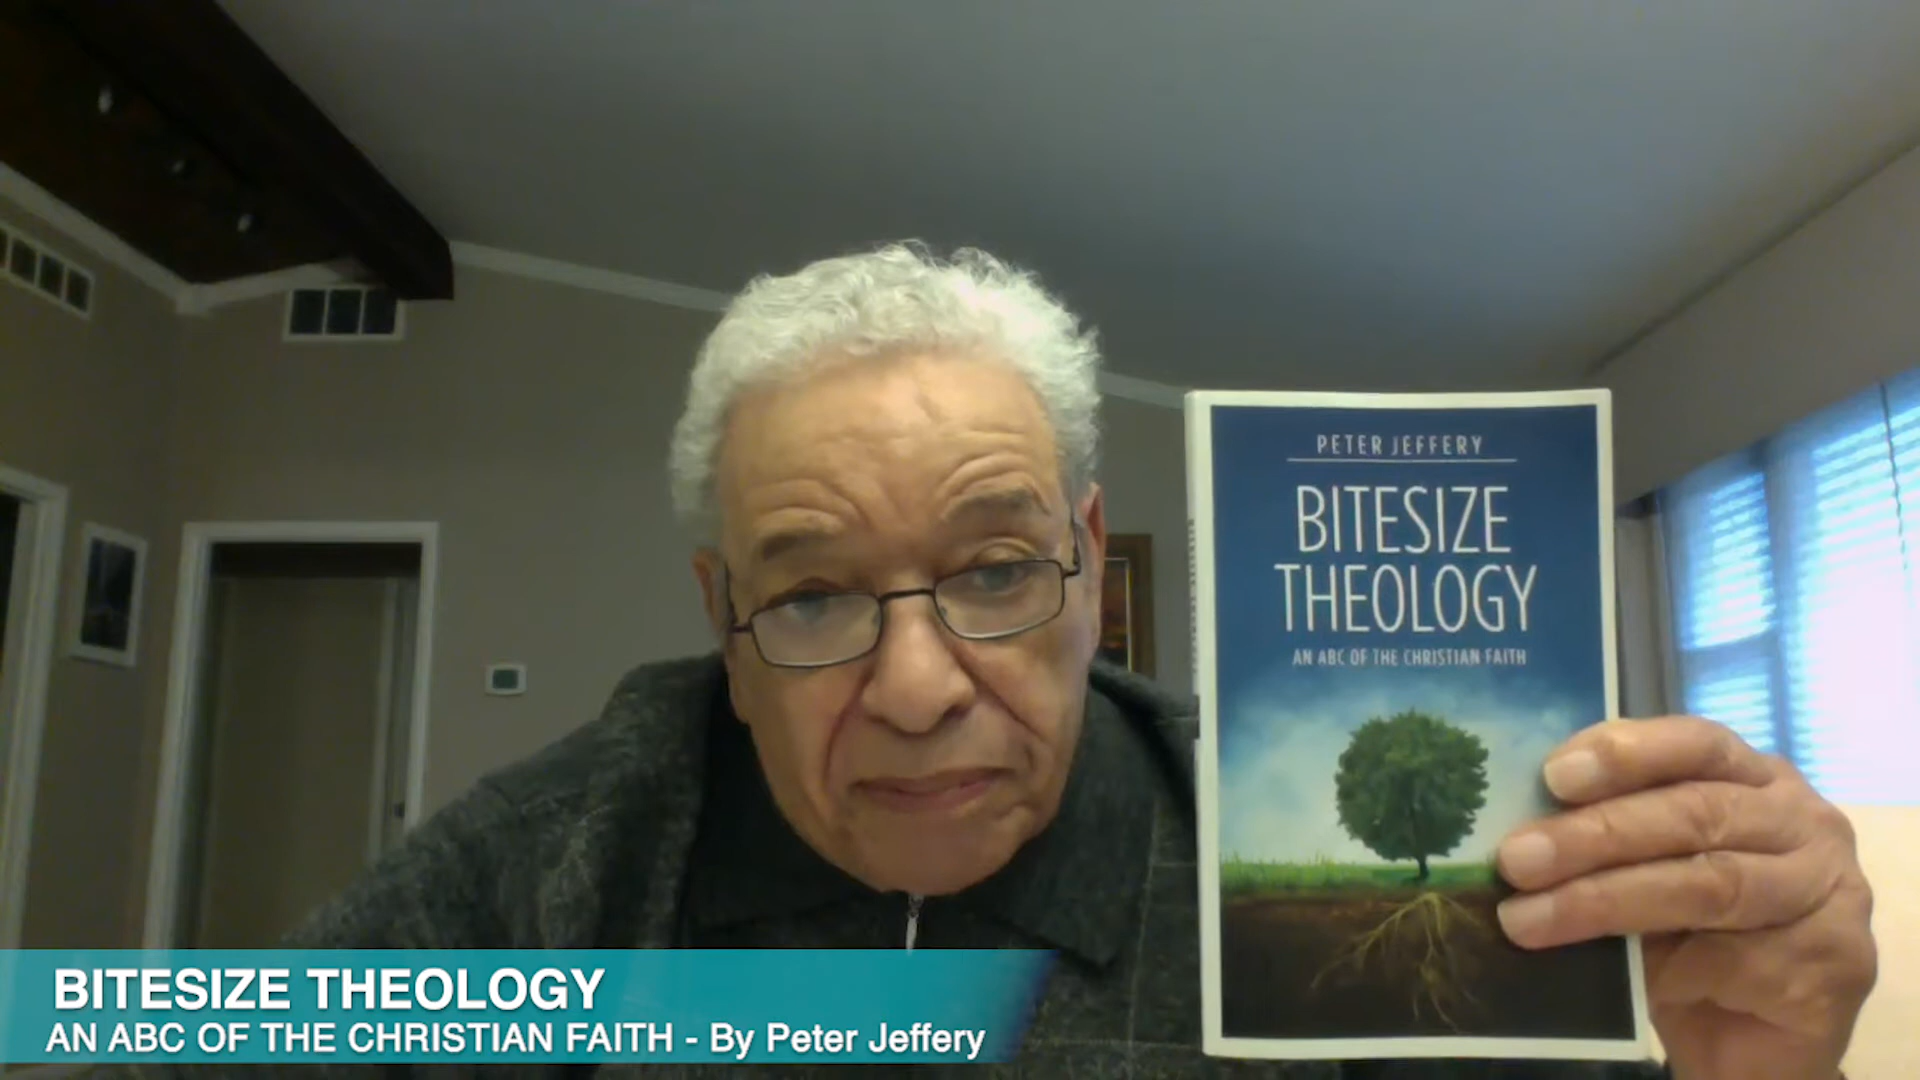 PETER JEFFERY
BITESIZE
THEOLOGY
AN ABC OF THE CHRISTIAN FAITH
BITESIZE THEOLOGY
AN ABC OF THE CHRISTIAN FAITH - By Peter Jeffery